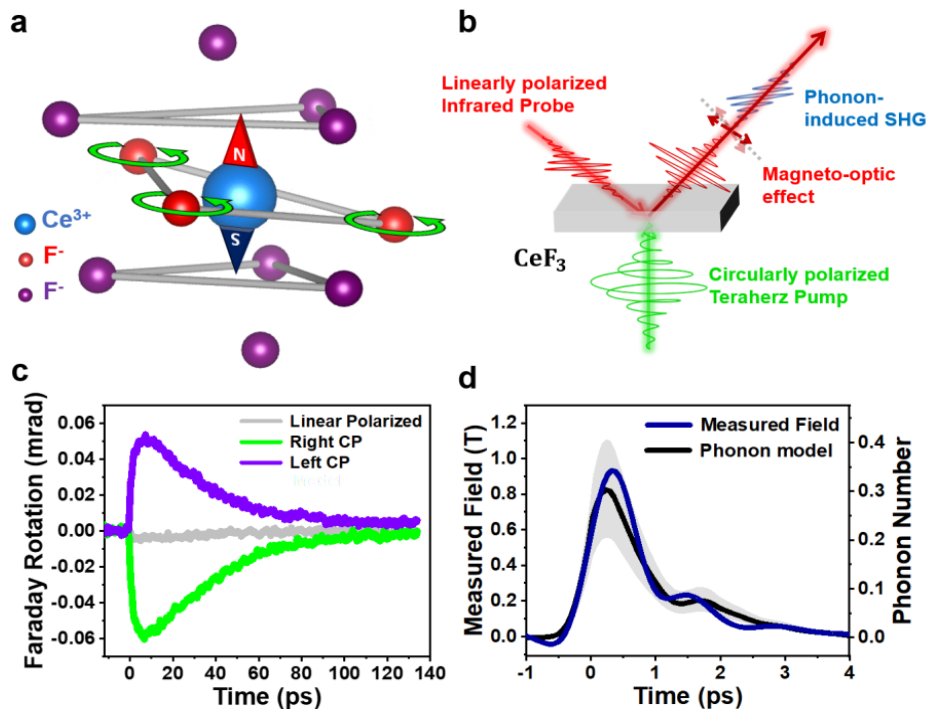 a
N
S
Ce3+
F-
F-
b
Linearly polarized
Infrared Probe
Phonon-
induced SHG
Magneto-optic
effect
CeF3
Circularly polarized
Teraherz Pump
c
Faraday Rotation (mrad)
0.06
0.04
0.02
0.00
-0.02
-0.04
-0.06
Linear Polarized
Right CP
Left CP
0 20 40 60 80 100 120 140
Time (ps)
d
Measured Field (T)
1.2
1.0
0.8
0.6
0.4
0.2
0.0
Measured Field
Phonon model
0.4
0.3
0.2
0.1
0.0
Phonon Number
-1 0 1 2 3 4
Time (ps)